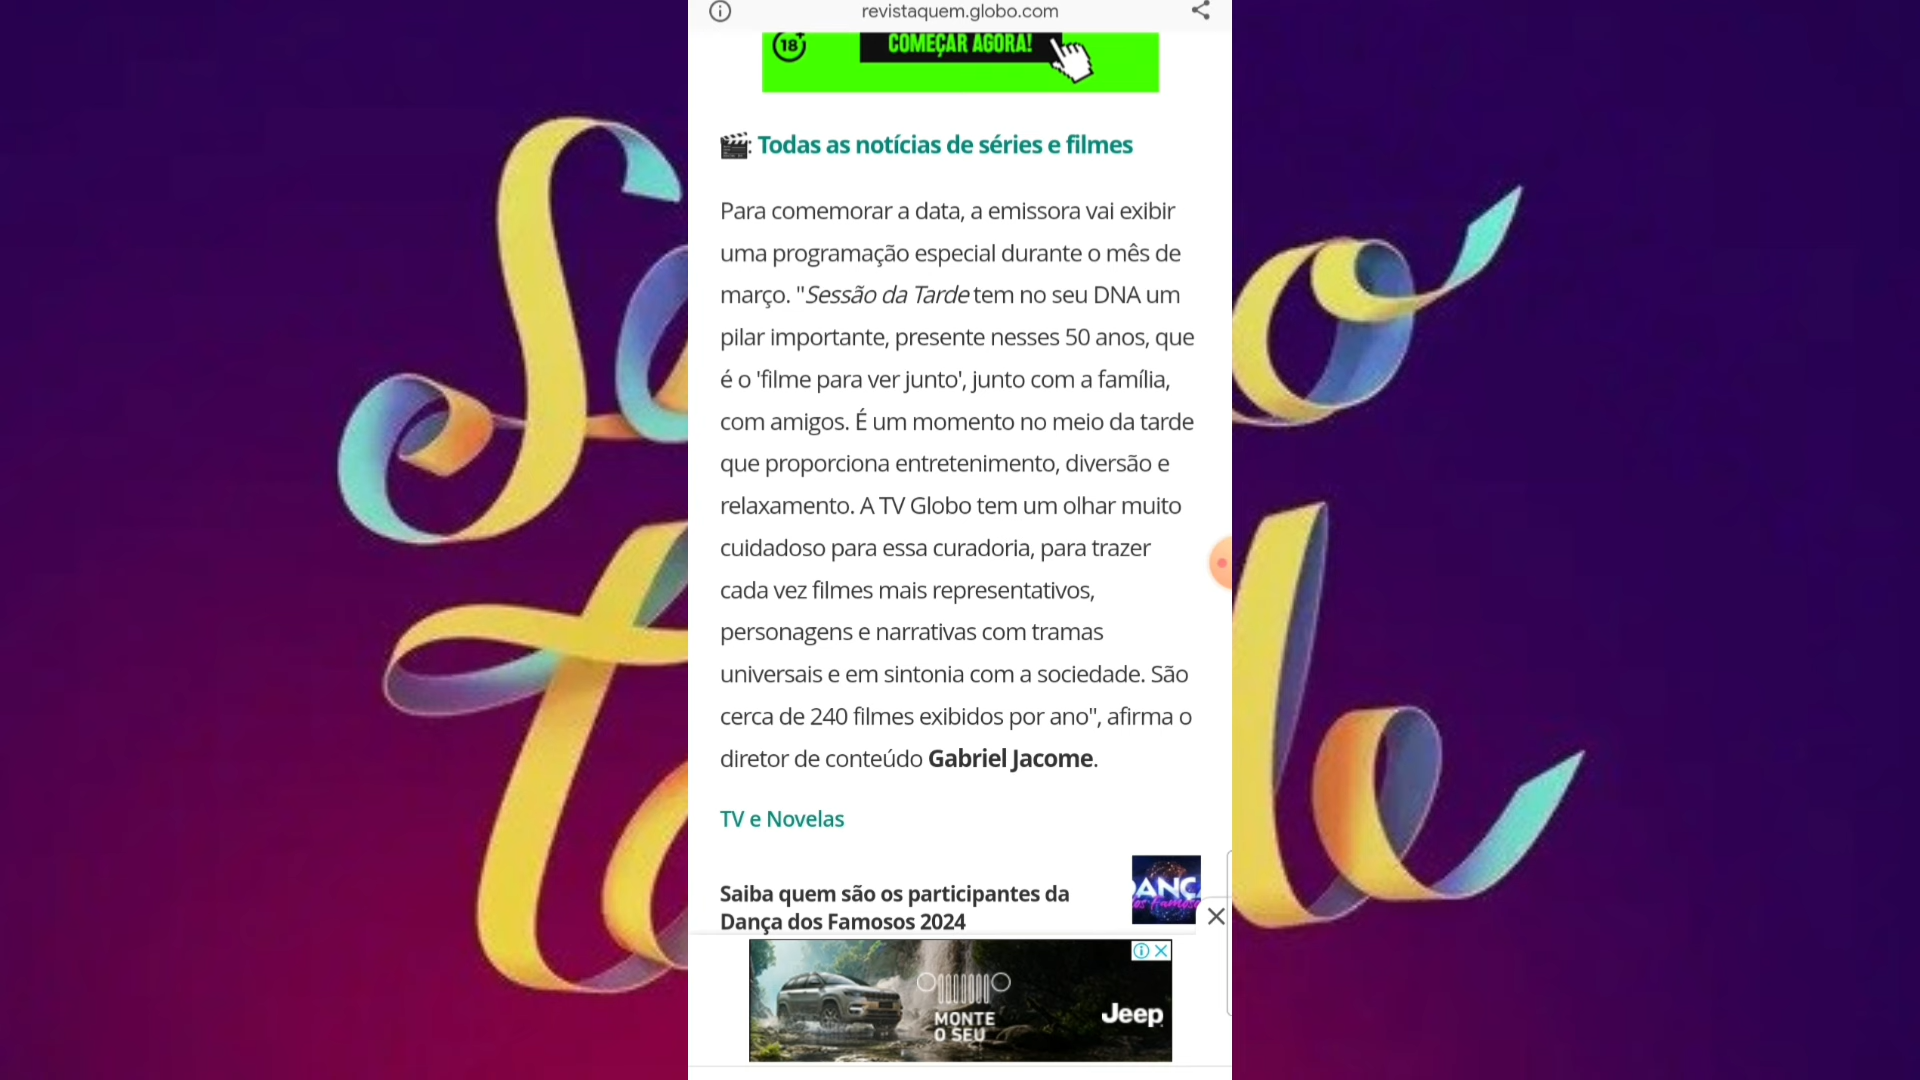 revistaquem.globo.com
18+
COMEÇAR AGORA!
: Todas as notícias de séries e filmes
Para comemorar a data, a emissora vai exibir
uma programação especial durante o mês de
março. "Sessão da Tarde tem no seu DNA um
pilar importante, presente nesses 50 anos, que
é o 'filme para ver junto', junto com a família,
com amigos. É um momento no meio da tarde
que proporciona entretenimento, diversão e
relaxamento. A TV Globo tem um olhar muito
cuidadoso para essa curadoria, para trazer
cada vez filmes mais representativos,
personagens e narrativas com tramas
universais e em sintonia com a sociedade. São
cerca de 240 filmes exibidos por ano", afirma o
diretor de conteúdo Gabriel Jacome.
TV e Novelas
Saiba quem são os participantes da
Dança dos Famosos 2024
MONTE
O SEU
Jeep